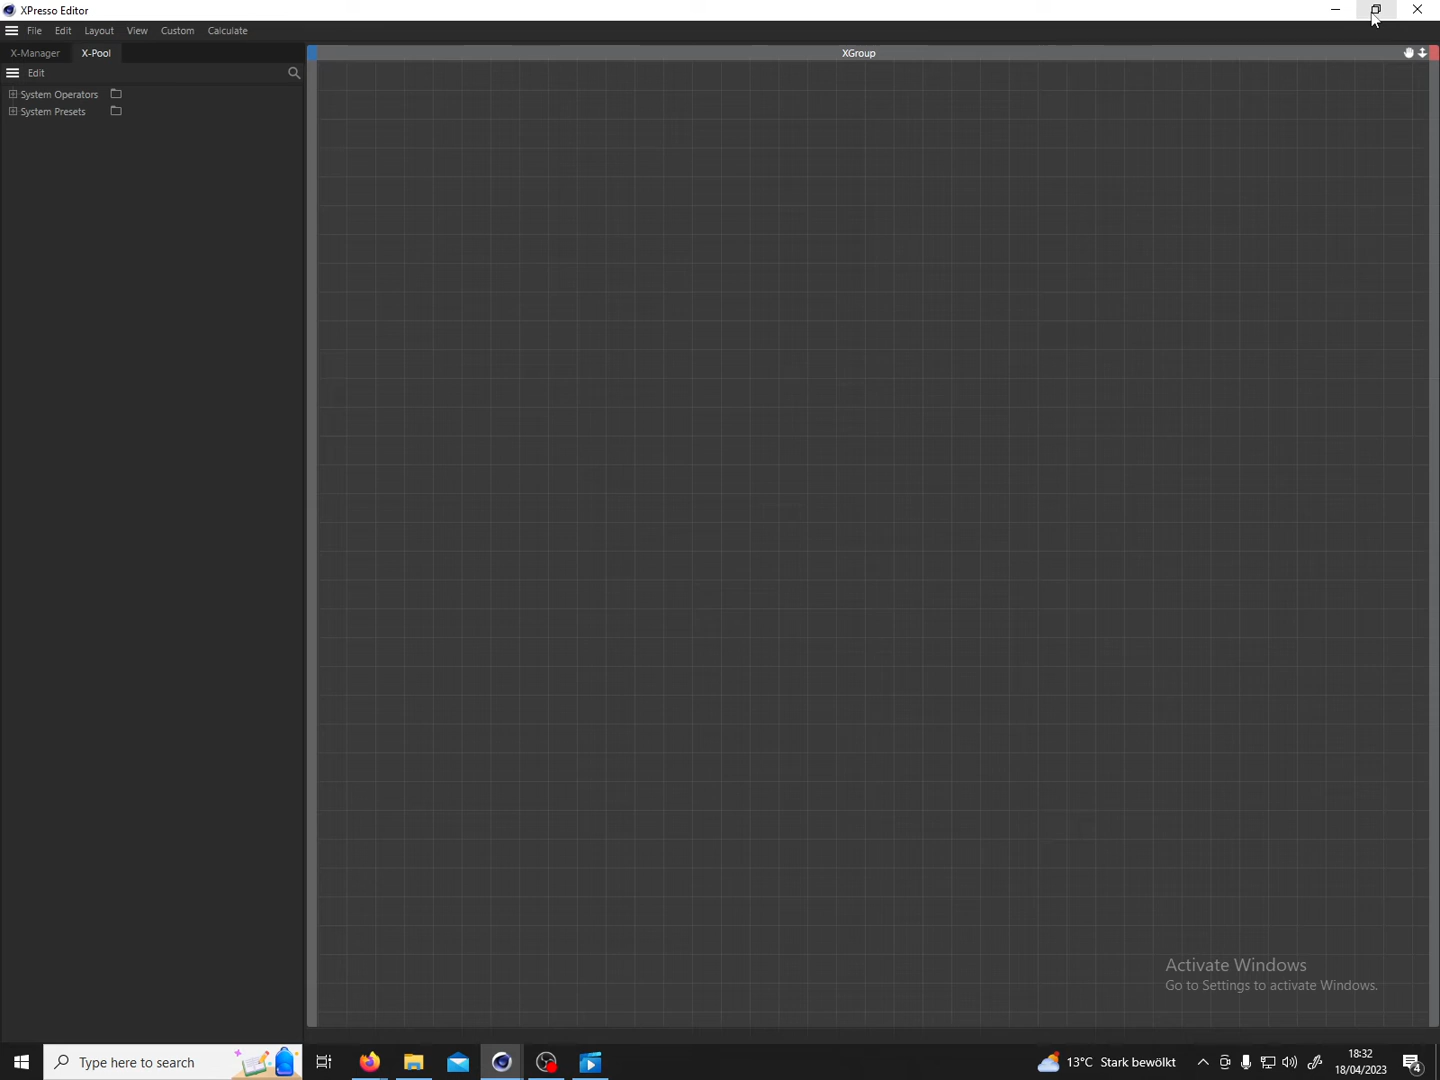 XPresso Editor
File Edit Layout View Custom Calculate
X-Manager X-Pool
XGroup
Edit
System Operators
System Presets
Activate Windows
Go to Settings to activate Windows.
Type here to search
13°C Stark bewölkt
18:32
18/04/2023
4